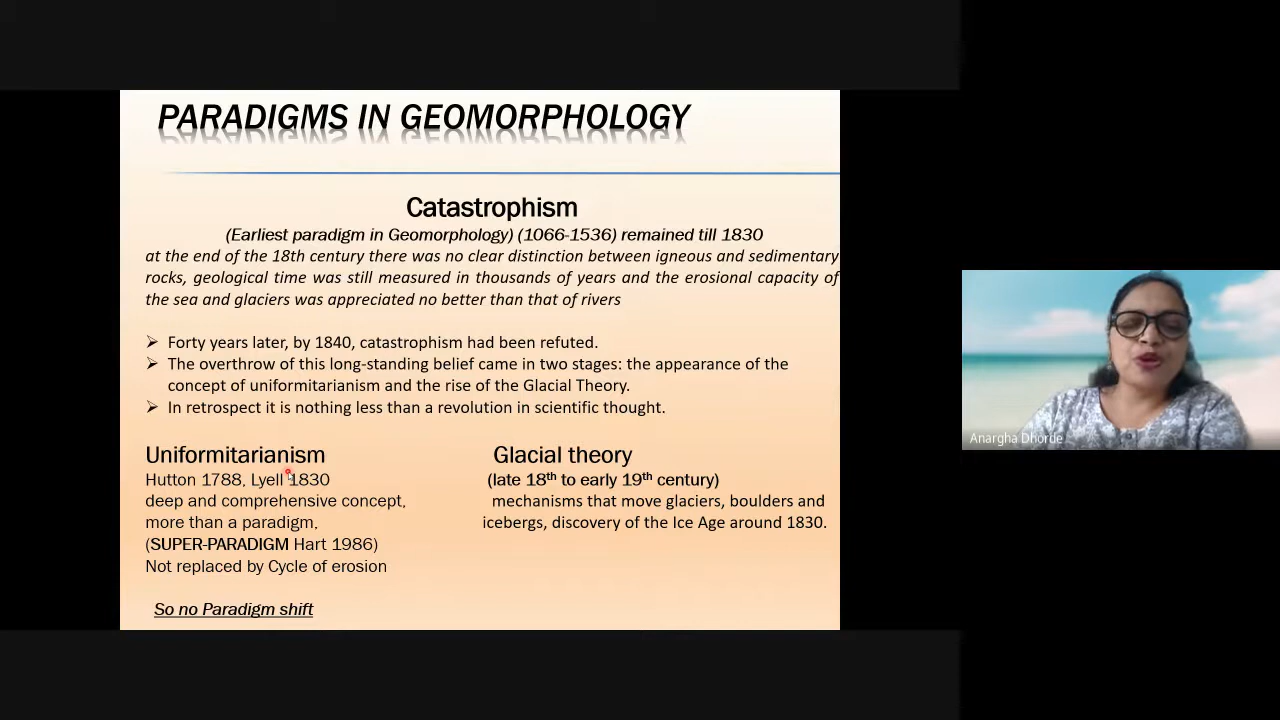 PARADIGMS IN GEOMORPHOLOGY
Catastrophism
(Earliest paradigm in Geomorphology) (1066-1536) remained till 1830
at the end of the 18th century there was no clear distinction between igneous and sedimentary
rocks, geological time was still measured in thousands of years and the erosional capacity of
the sea and glaciers was appreciated no better than that of rivers
➢ Forty years later, by 1840, catastrophism had been refuted.
➢ The overthrow of this long-standing belief came in two stages: the appearance of the
concept of uniformitarianism and the rise of the Glacial Theory.
➢ In retrospect it is nothing less than a revolution in scientific thought.
Uniformitarianism
Hutton 1788, Lyell 1830
deep and comprehensive concept,
more than a paradigm,
(SUPER-PARADIGM Hart 1986)
Not replaced by Cycle of erosion
So no Paradigm shift
Glacial theory
(late 18th to early 19th century)
mechanisms that move glaciers, boulders and
icebergs, discovery of the Ice Age around 1830.
Anargha Dhorde